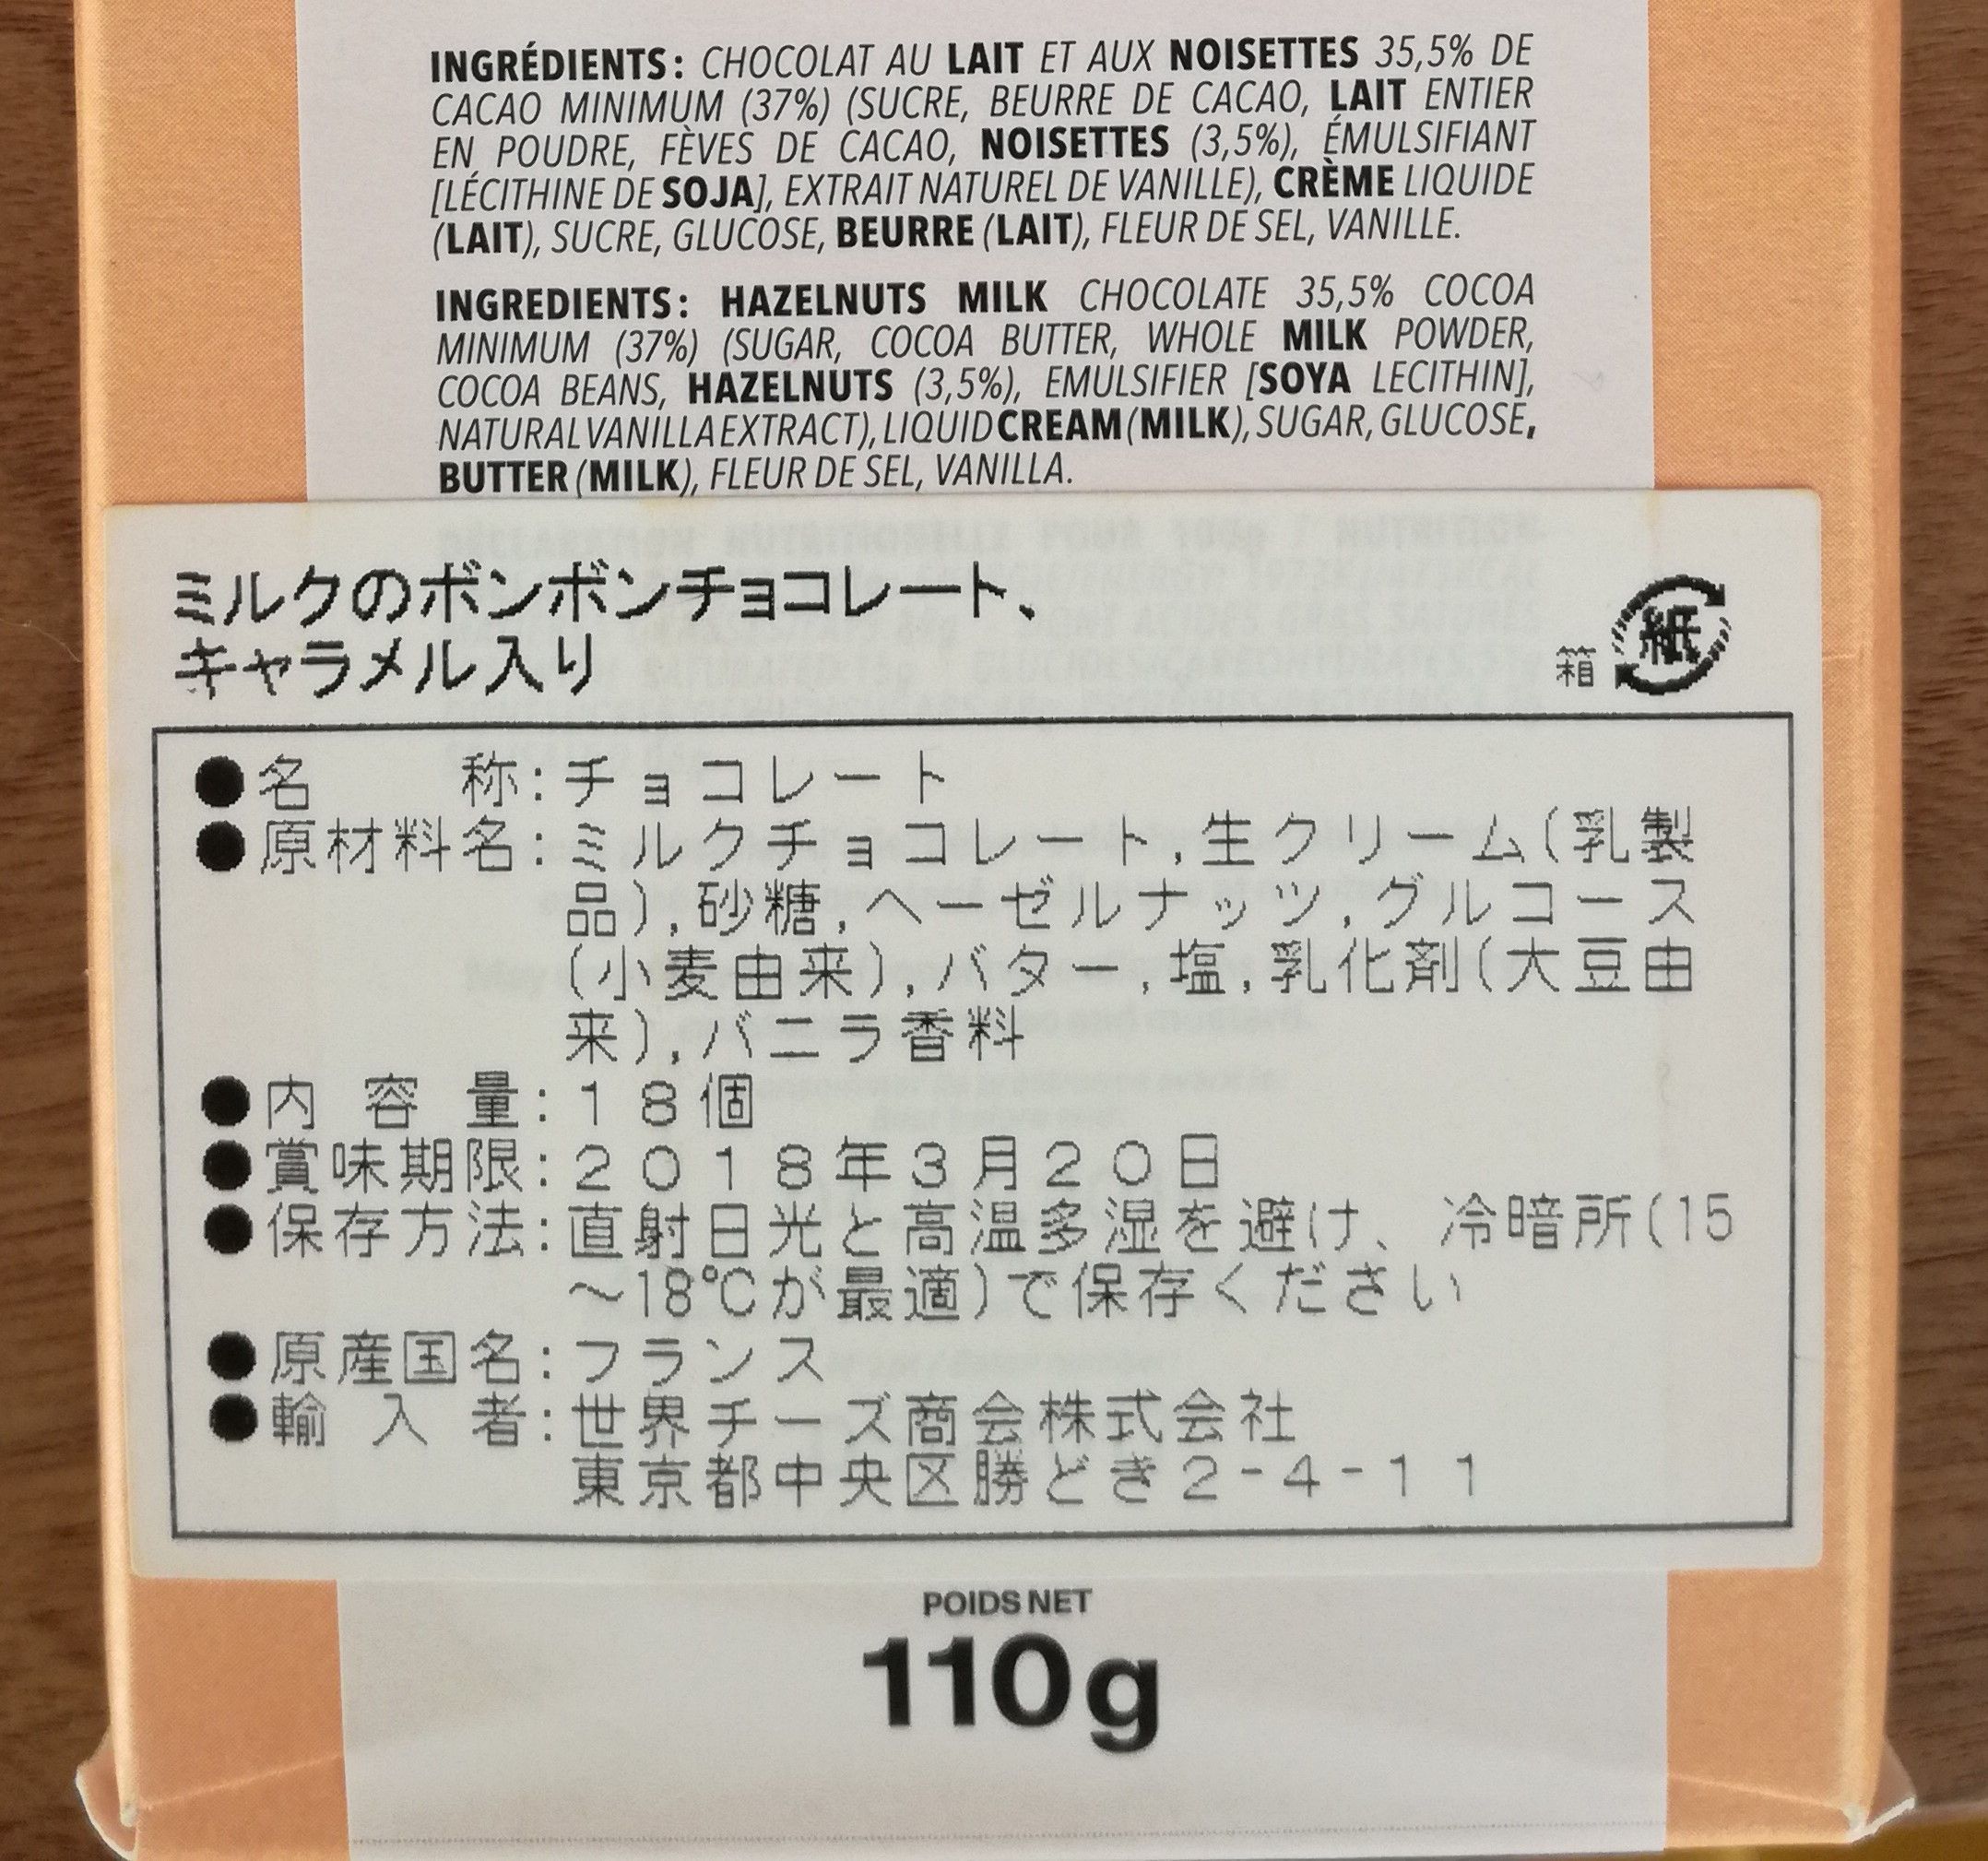 INGRÉDIENTS: CHOCOLAT AU LAIT ET AUX NOISETTES 35,5% DE
CACAO MINIMUM (37%) (SUCRE, BEURRE DE CACAO, LAIT ENTIER
EN POUDRE, FÈVES DE CACAO, NOISETTES (3,5%), ÉMULSIFIANT
[LÉCITHINE DE SOJA], EXTRAIT NATUREL DE VANILLE), CRÈME LIQUIDE
(LAIT), SUCRE, GLUCOSE, BEURRE (LAIT), FLEUR DE SEL, VANILLE.
INGREDIENTS: HAZELNUTS MILK CHOCOLATE 35,5% COCOA
MINIMUM (37%) (SUGAR, COCOA BUTTER, WHOLE MILK POWDER,
COCOA BEANS, HAZELNUTS (3,5%), EMULSIFIER [SOYA LECITHIN],
NATURAL VANILLA EXTRACT), LIQUID CREAM (MILK), SUGAR, GLUCOSE,
BUTTER (MILK), FLEUR DE SEL, VANILLA.
DÉCLARATION NUTRITIONELLE POUR 100g / NUTRITION
ミルクのボンボンチョコレート、
キャラメル入り
箱 紙
●名　　称:チョコレート
●原材料名:ミルクチョコレート,生クリーム(乳製
品),砂糖,ヘーゼルナッツ,グルコース
(小麦由来),バター,塩,乳化剤(大豆由
来),バニラ香料
●内 容 量:18個
●賞味期限:2018年3月20日
●保存方法:直射日光と高温多湿を避け、冷暗所(15
～18℃が最適)で保存ください
●原産国名:フランス
●輸 入 者:世界チーズ商会株式会社
東京都中央区勝どき2-4-11
POIDS NET
110g